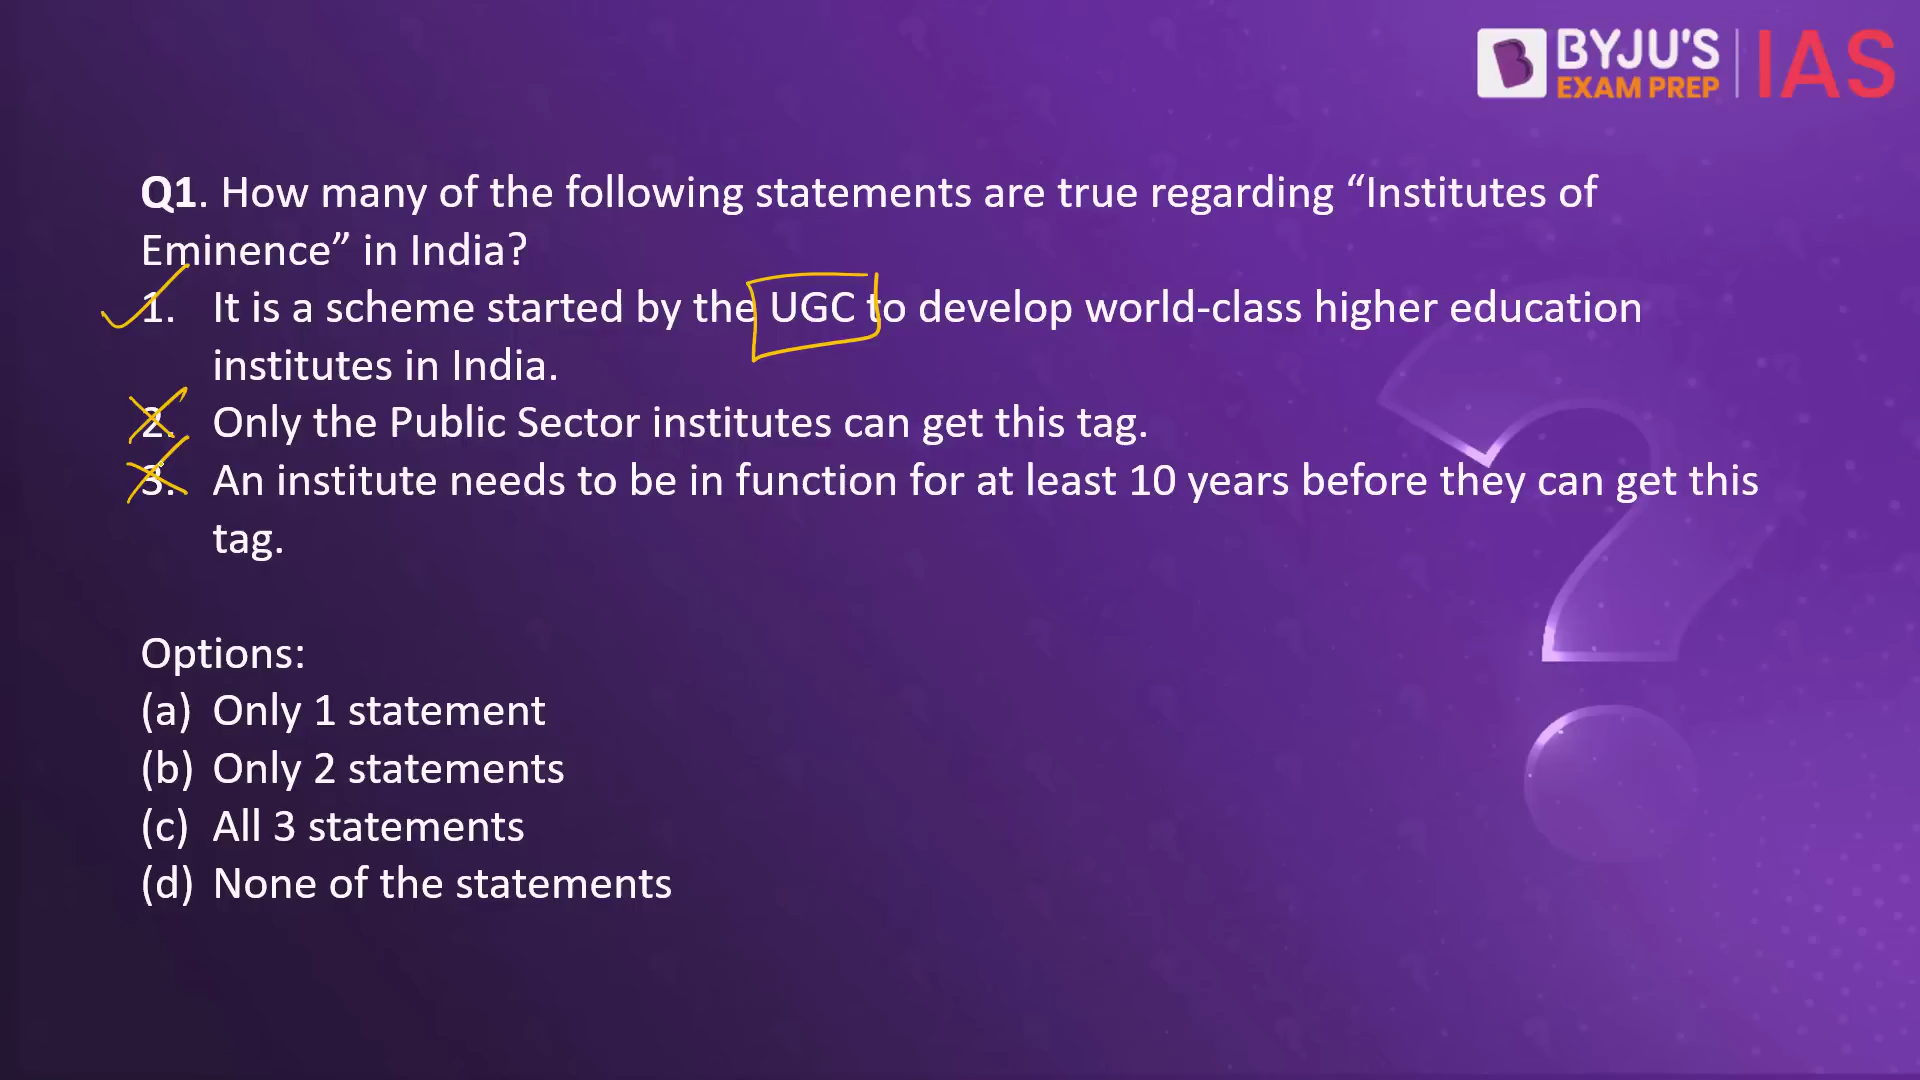 BYJU'S
EXAM PREP
IAS
Q1. How many of the following statements are true regarding “Institutes of
Eminence” in India?
1. It is a scheme started by the UGC to develop world-class higher education
institutes in India.
2. Only the Public Sector institutes can get this tag.
3. An institute needs to be in function for at least 10 years before they can get this
tag.
Options:
(a) Only 1 statement
(b) Only 2 statements
(c) All 3 statements
(d) None of the statements